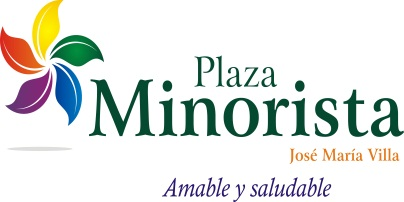 Plaza
Minorista
José María Villa
Amable y saludable